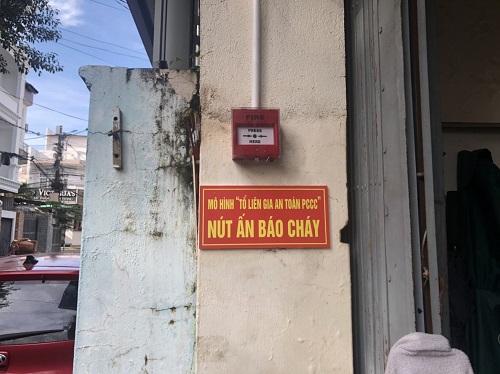 FIRE
PRESS
HERE
MÔ HÌNH "TỔ LIÊN GIA AN TOÀN PCCC"
NÚT ẤN BÁO CHÁY